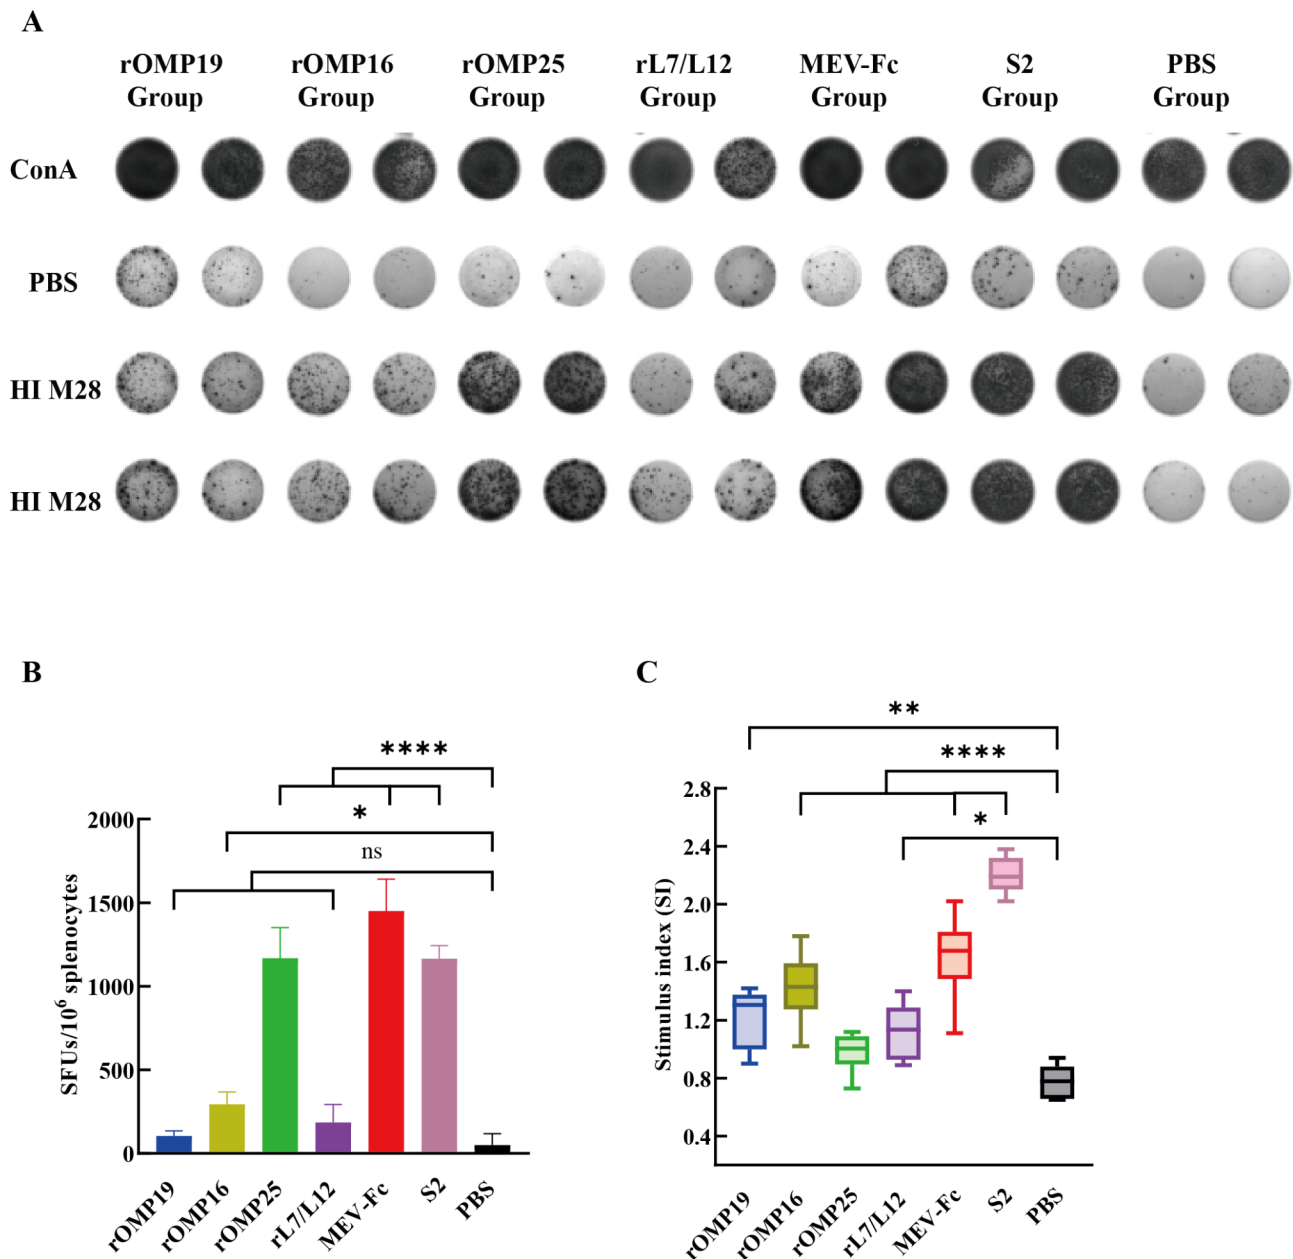 A
rOMP19 rOMP16 rOMP25 rL7/L12 MEV-Fc S2 PBS
Group Group Group Group Group Group Group
ConA
PBS
HI M28
HI M28
B
****
*
ns
2000
1500
1000
500
0
SFUs/10⁶ splenocytes
rOMP19 rOMP16 rOMP25 rL7/L12 MEV-Fc S2 PBS
C
**
****
*
2.8
2.4
2.0
1.6
1.2
0.8
0.4
Stimulus index (SI)
rOMP19 rOMP16 rOMP25 rL7/L12 MEV-Fc S2 PBS